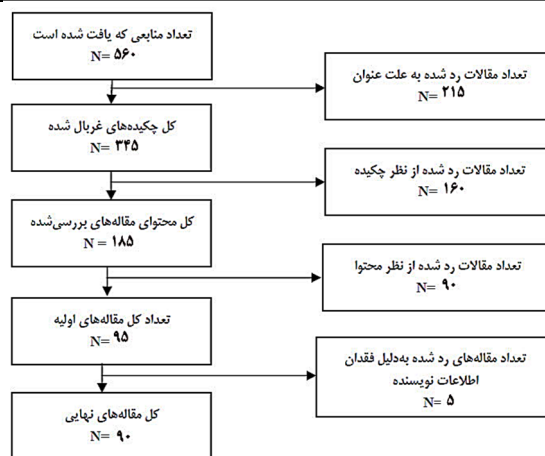 تعداد منابعی که یافت شده است
N= ۵۶۰
تعداد مقالات رد شده به علت عنوان
N= ۲۱۵
کل چکیده‌های غربال شده
N= ۳۴۵
تعداد مقالات رد شده از نظر چکیده
N= ۱۶۰
کل محتوای مقاله‌های بررسی‌شده
N = ۱۸۵
تعداد مقالات رد شده از نظر محتوا
N= ۹۰
تعداد کل مقاله‌های اولیه
N= ۹۵
تعداد مقاله‌های رد شده به‌دلیل فقدان
اطلاعات نویسنده
N= ۵
کل مقاله‌های نهایی
N= ۹۰